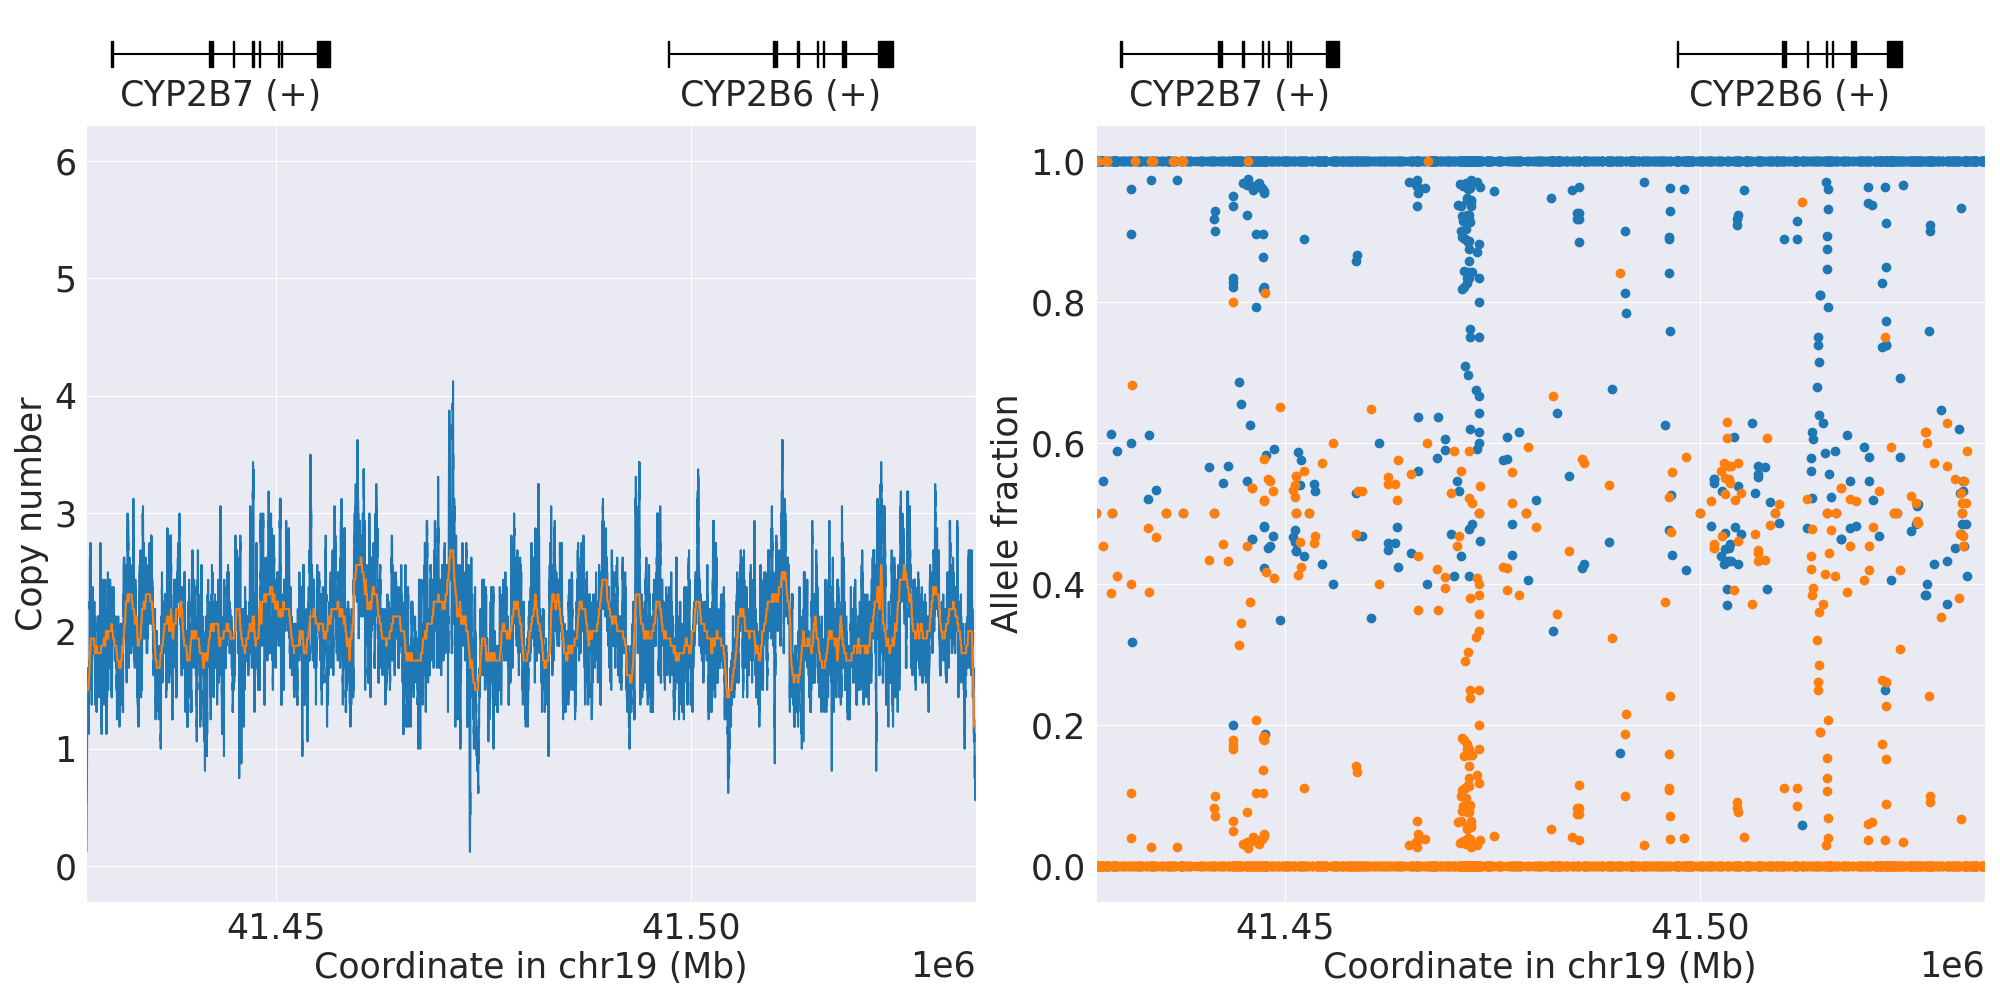 CYP2B7 (+)
CYP2B6 (+)
6
5
4
3
2
1
0
Copy number
41.45
41.50
Coordinate in chr19 (Mb)
1e6
CYP2B7 (+)
CYP2B6 (+)
1.0
0.8
0.6
0.4
0.2
0.0
Allele fraction
41.45
41.50
Coordinate in chr19 (Mb)
1e6